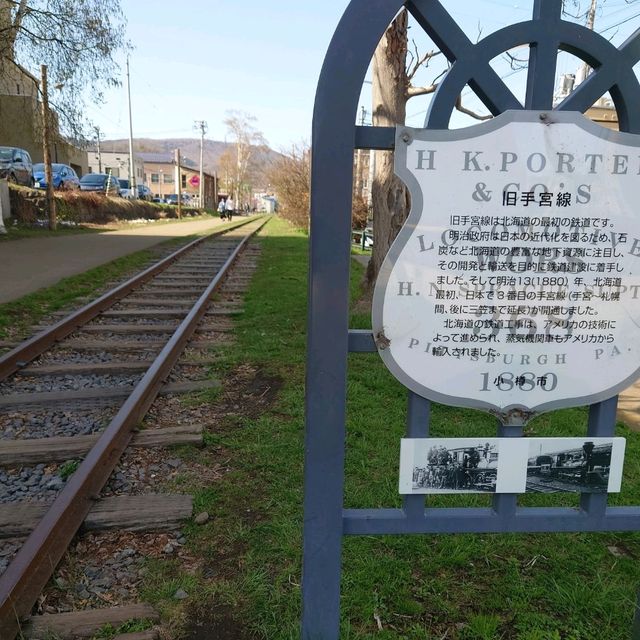 H.K.PORTER
& CO'S
旧手宮線
旧手宮線は北海道の最初の鉄道です。
明治政府は日本の近代化を図るため、石
炭など北海道の豊富な地下資源に注目し、
その開発と輸送を目的に鉄道建設に着手し
ました。そして明治13(1880)年、北海道
最初、日本で3番目の手宮線(手宮-札幌
間、後に三笠まで延長)が開通しました。
北海道の鉄道工事は、アメリカの技術に
よって進められ、蒸気機関車もアメリカから
輸入されました。
PITTSBURGH PA.
小樽市
1880